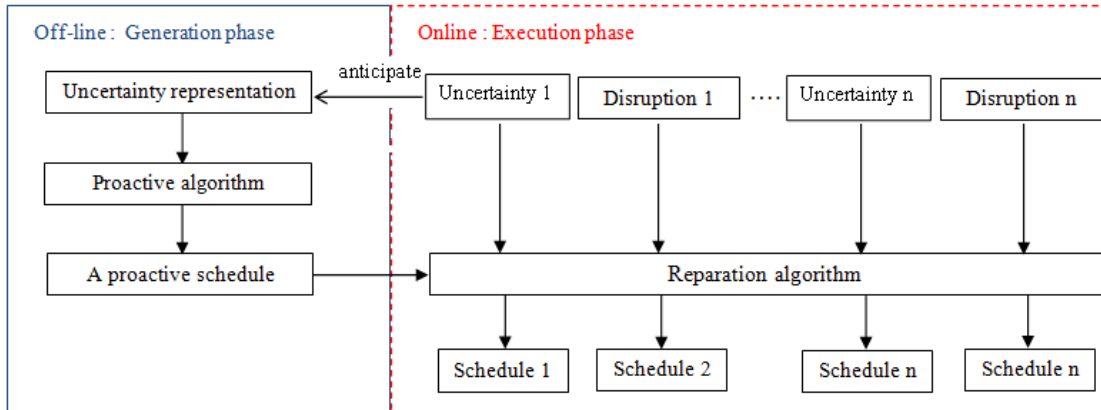 Off-line : Generation phase
Online : Execution phase
anticipate
Uncertainty representation
Uncertainty 1
Disruption 1
....
Uncertainty n
Disruption n
Proactive algorithm
A proactive schedule
Reparation algorithm
Schedule 1
Schedule 2
Schedule n
Schedule n